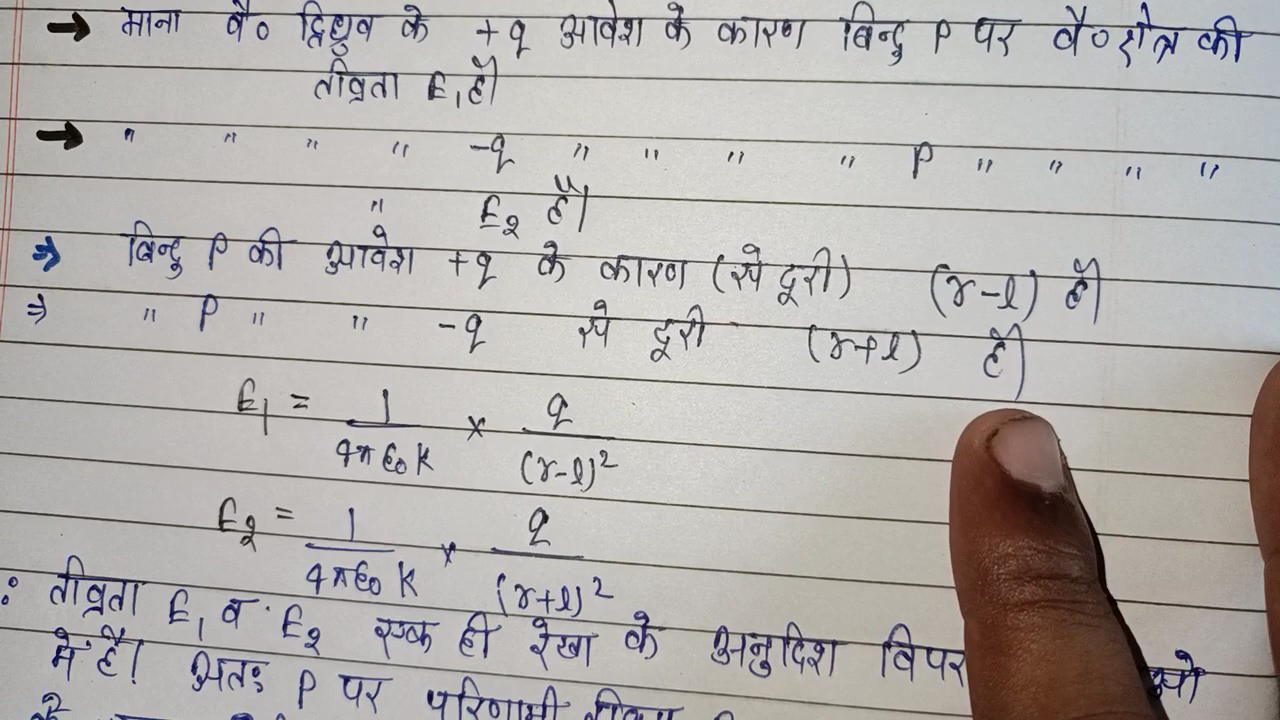 → माना वै० द्विध्रुव के +q आवेश के कारण बिन्दु P पर वै०क्षेत्र की
तीव्रता E₁ है।
→ " " " " -q " " " " P " " " "
" E₂ है।
⇒ बिन्दु P की आवेश +q के कारण (से दूरी) (r-l) है।
⇒ " P " " -q से दूरी (r+l) है।
E₁ = 1/4πϵ₀K × q/(r-l)²
E₂ = 1/4πϵ₀K × q/(r+l)²
: तीव्रता E₁ व E₂ एक ही रेखा के अनुदिश विपर ओ
में है। अतः P पर परिणामी